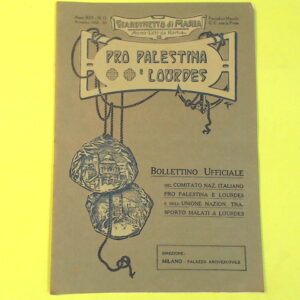 GIARDINETTO di MARIA
PRO PALESTINA
E LOURDES
BOLLETTINO UFFICIALE
DEL COMITATO NAZ. ITALIANO
PRO PALESTINA E LOURDES
E DELL'UNIONE NAZION. TRA-
SPORTO MALATI A LOURDES
DIREZIONE:
MILANO - PALAZZO ARCIVESCOVILE